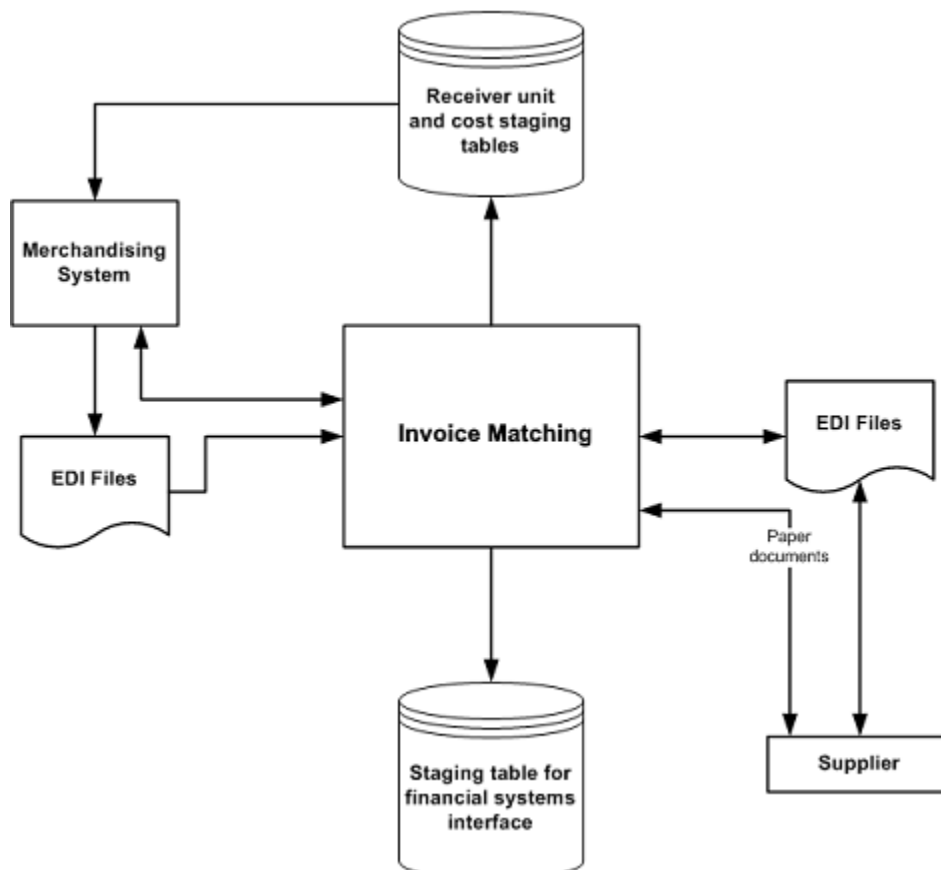 Receiver unit
and cost staging
tables
Merchandising
System
Invoice Matching
EDI Files
EDI Files
Paper
documents
Supplier
Staging table for
financial systems
interface